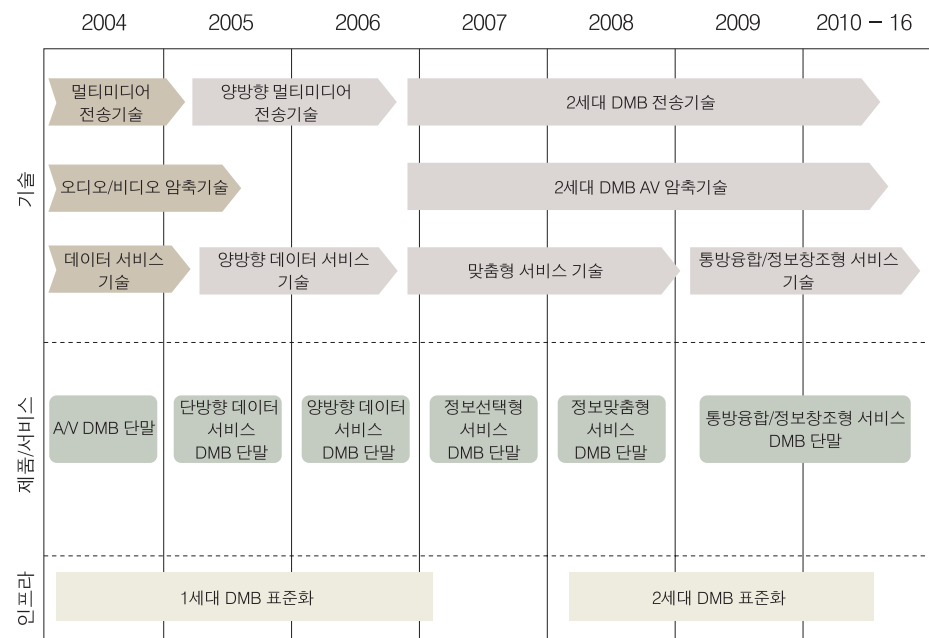 2004 2005 2006 2007 2008 2009 2010 - 16
기술
멀티미디어
전송기술
양방향 멀티미디어
전송기술
2세대 DMB 전송기술
오디오/비디오 암축기술
2세대 DMB AV 암축기술
데이터 서비스
기술
양방향 데이터 서비스
기술
맞춤형 서비스 기술
통방융합/정보창조형 서비스
기술
제품/서비스
A/V DMB 단말
단방향 데이터
서비스
DMB 단말
양방향 데이터
서비스
DMB 단말
정보선택형
서비스
DMB 단말
정보맞춤형
서비스
DMB 단말
통방융합/정보창조형 서비스
DMB 단말
인프라
1세대 DMB 표준화
2세대 DMB 표준화